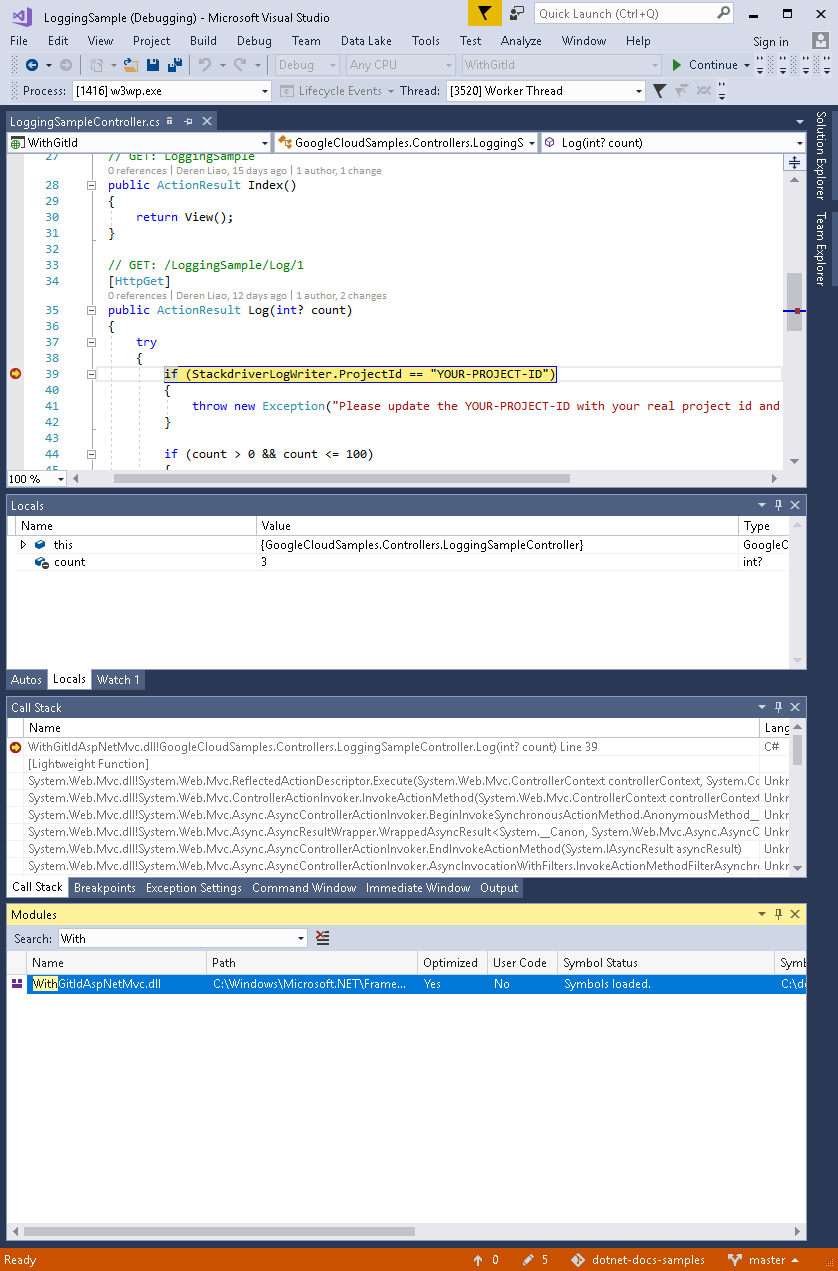 LoggingSample (Debugging) - Microsoft Visual Studio
Quick Launch (Ctrl+Q)
File Edit View Project Build Debug Team Data Lake Tools Test Analyze Window Help Sign in
Debug Any CPU WithGitId Continue
Process: [1416] w3wp.exe Lifecycle Events Thread: [3520] Worker Thread
LoggingSampleController.cs
WithGitId GoogleCloudSamples.Controllers.LoggingS Log(int? count)
Solution Explorer
Team Explorer
27 // GET: LoggingSample
0 references | Deren Liao, 15 days ago | 1 author, 1 change
28 public ActionResult Index()
29 {
30 return View();
31 }
32
33 // GET: /LoggingSample/Log/1
34 [HttpGet]
0 references | Deren Liao, 12 days ago | 1 author, 2 changes
35 public ActionResult Log(int? count)
36 {
37 try
38 {
39 if (StackdriverLogWriter.ProjectId == "YOUR-PROJECT-ID")
40 {
41 throw new Exception("Please update the YOUR-PROJECT-ID with your real project id and
42 }
43
44 if (count > 0 && count <= 100)
45 {
100 %
Locals
Name Value Type
this {GoogleCloudSamples.Controllers.LoggingSampleController} GoogleC
count 3 int?
Autos Locals Watch 1
Call Stack
Name Lang
WithGitIdAspNetMvc.dll!GoogleCloudSamples.Controllers.LoggingSampleController.Log(int? count) Line 39 C#
[Lightweight Function]
System.Web.Mvc.dll!System.Web.Mvc.ReflectedActionDescriptor.Execute(System.Web.Mvc.ControllerContext controllerContext, System.Co Unkn
System.Web.Mvc.dll!System.Web.Mvc.ControllerActionInvoker.InvokeActionMethod(System.Web.Mvc.ControllerContext controllerContext Unkn
System.Web.Mvc.dll!System.Web.Mvc.Async.AsyncControllerActionInvoker.BeginInvokeSynchronousActionMethod.AnonymousMethod__ Unkn
System.Web.Mvc.dll!System.Web.Mvc.Async.AsyncResultWrapper.WrappedAsyncResult<System.__Canon, System.Web.Mvc.Async.AsyncC Unkn
System.Web.Mvc.dll!System.Web.Mvc.Async.AsyncControllerActionInvoker.EndInvokeActionMethod(System.IAsyncResult asyncResult) Unkn
System.Web.Mvc.dll!System.Web.Mvc.Async.AsyncControllerActionInvoker.AsyncInvocationWithFilters.InvokeActionMethodFilterAsynchro Unkn
Call Stack Breakpoints Exception Settings Command Window Immediate Window Output
Modules
Search: With
Name Path Optimized User Code Symbol Status Symb
WithGitIdAspNetMvc.dll C:\Windows\Microsoft.NET\Frame... Yes No Symbols loaded. C:\de
Ready 0 5 dotnet-docs-samples master